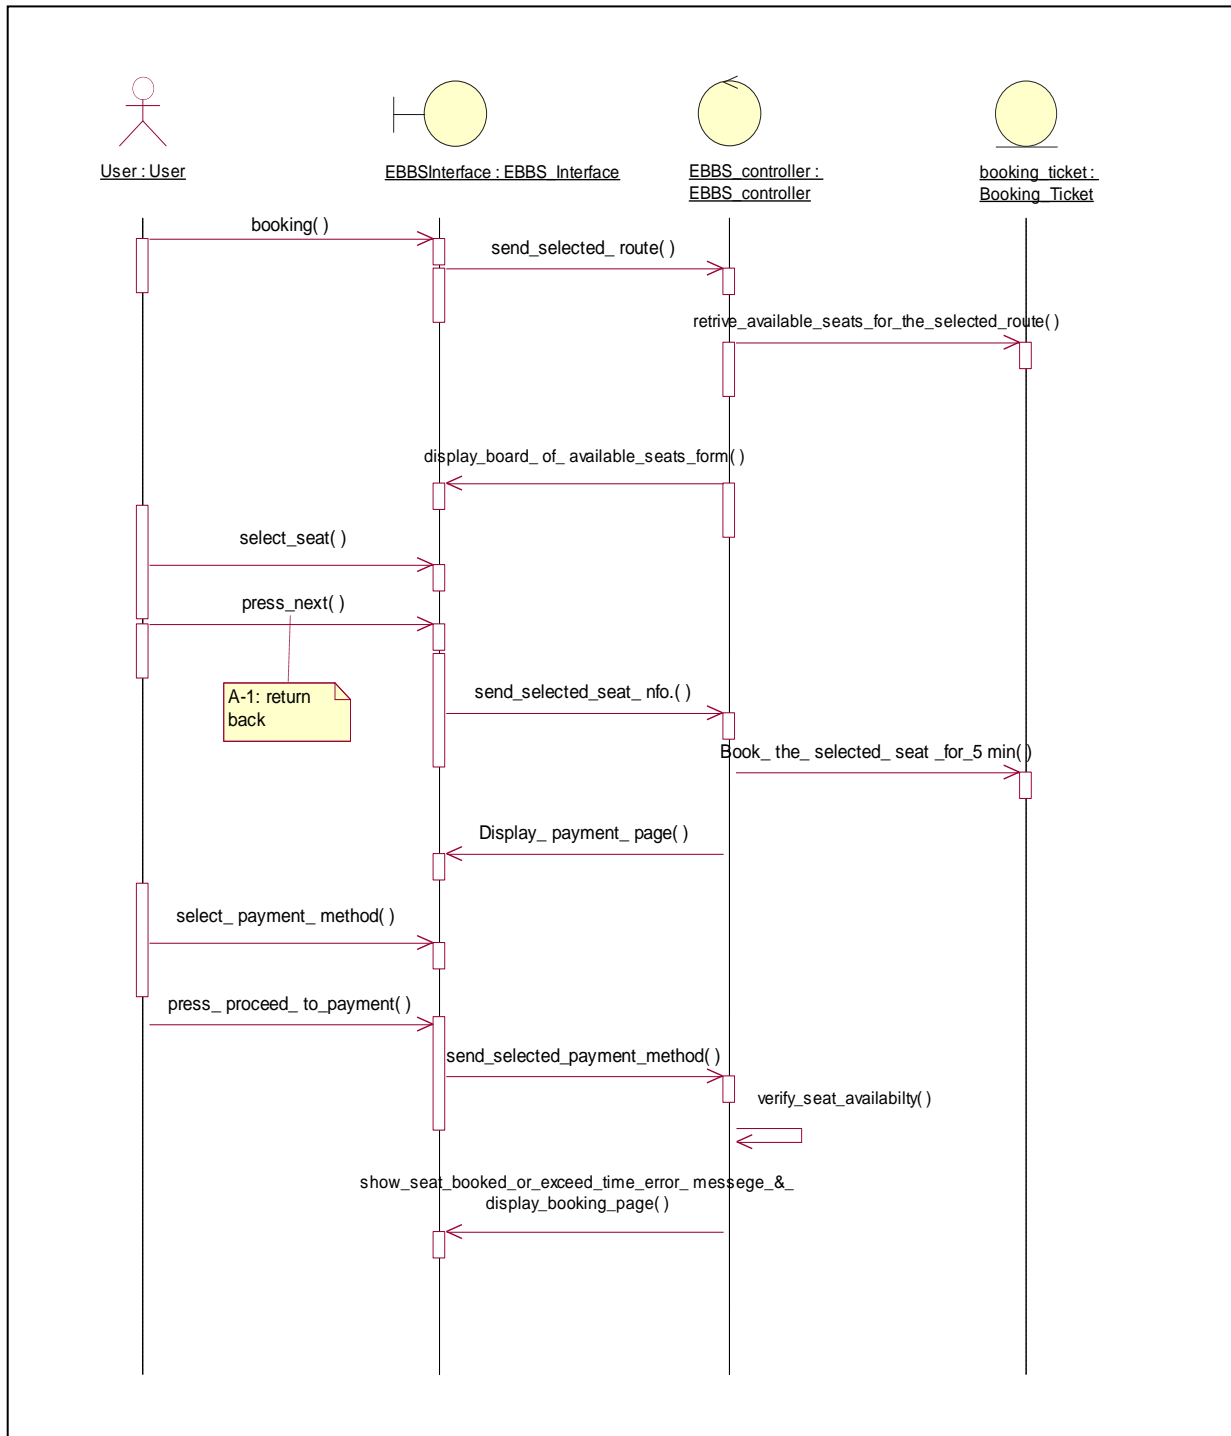 User : User
EBBSInterface : EBBS_Interface
EBBS_controller :
EBBS_controller
booking_ticket :
Booking_Ticket
booking( )
send_selected_ route( )
retrive_available_seats_for_the_selected_route( )
display_board_ of_ available_seats_form( )
select_seat( )
press_next( )
A-1: return
back
send_selected_seat_ nfo.( )
Book_ the_ selected_ seat _for_5 min( )
Display_ payment_ page( )
select_ payment_ method( )
press_ proceed_ to_payment( )
send_selected_payment_method( )
verify_seat_availabilty( )
show_seat_booked_or_exceed_time_error_ messege_&_
display_booking_page( )